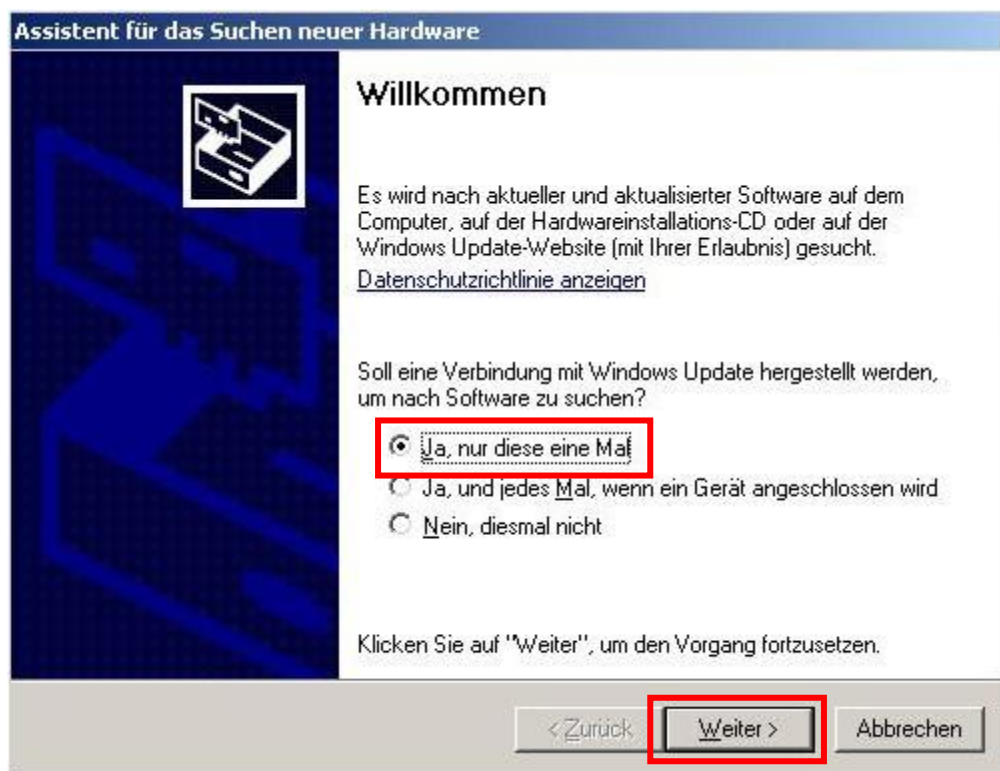 Assistent für das Suchen neuer Hardware
Willkommen
Es wird nach aktueller und aktualisierter Software auf dem
Computer, auf der Hardwareinstallations-CD oder auf der
Windows Update-Website (mit Ihrer Erlaubnis) gesucht.
Datenschutzrichtlinie anzeigen
Soll eine Verbindung mit Windows Update hergestellt werden,
um nach Software zu suchen?
Ja, nur diese eine Mal
Ja, und jedes Mal, wenn ein Gerät angeschlossen wird
Nein, diesmal nicht
Klicken Sie auf "Weiter", um den Vorgang fortzusetzen.
< Zurück Weiter > Abbrechen